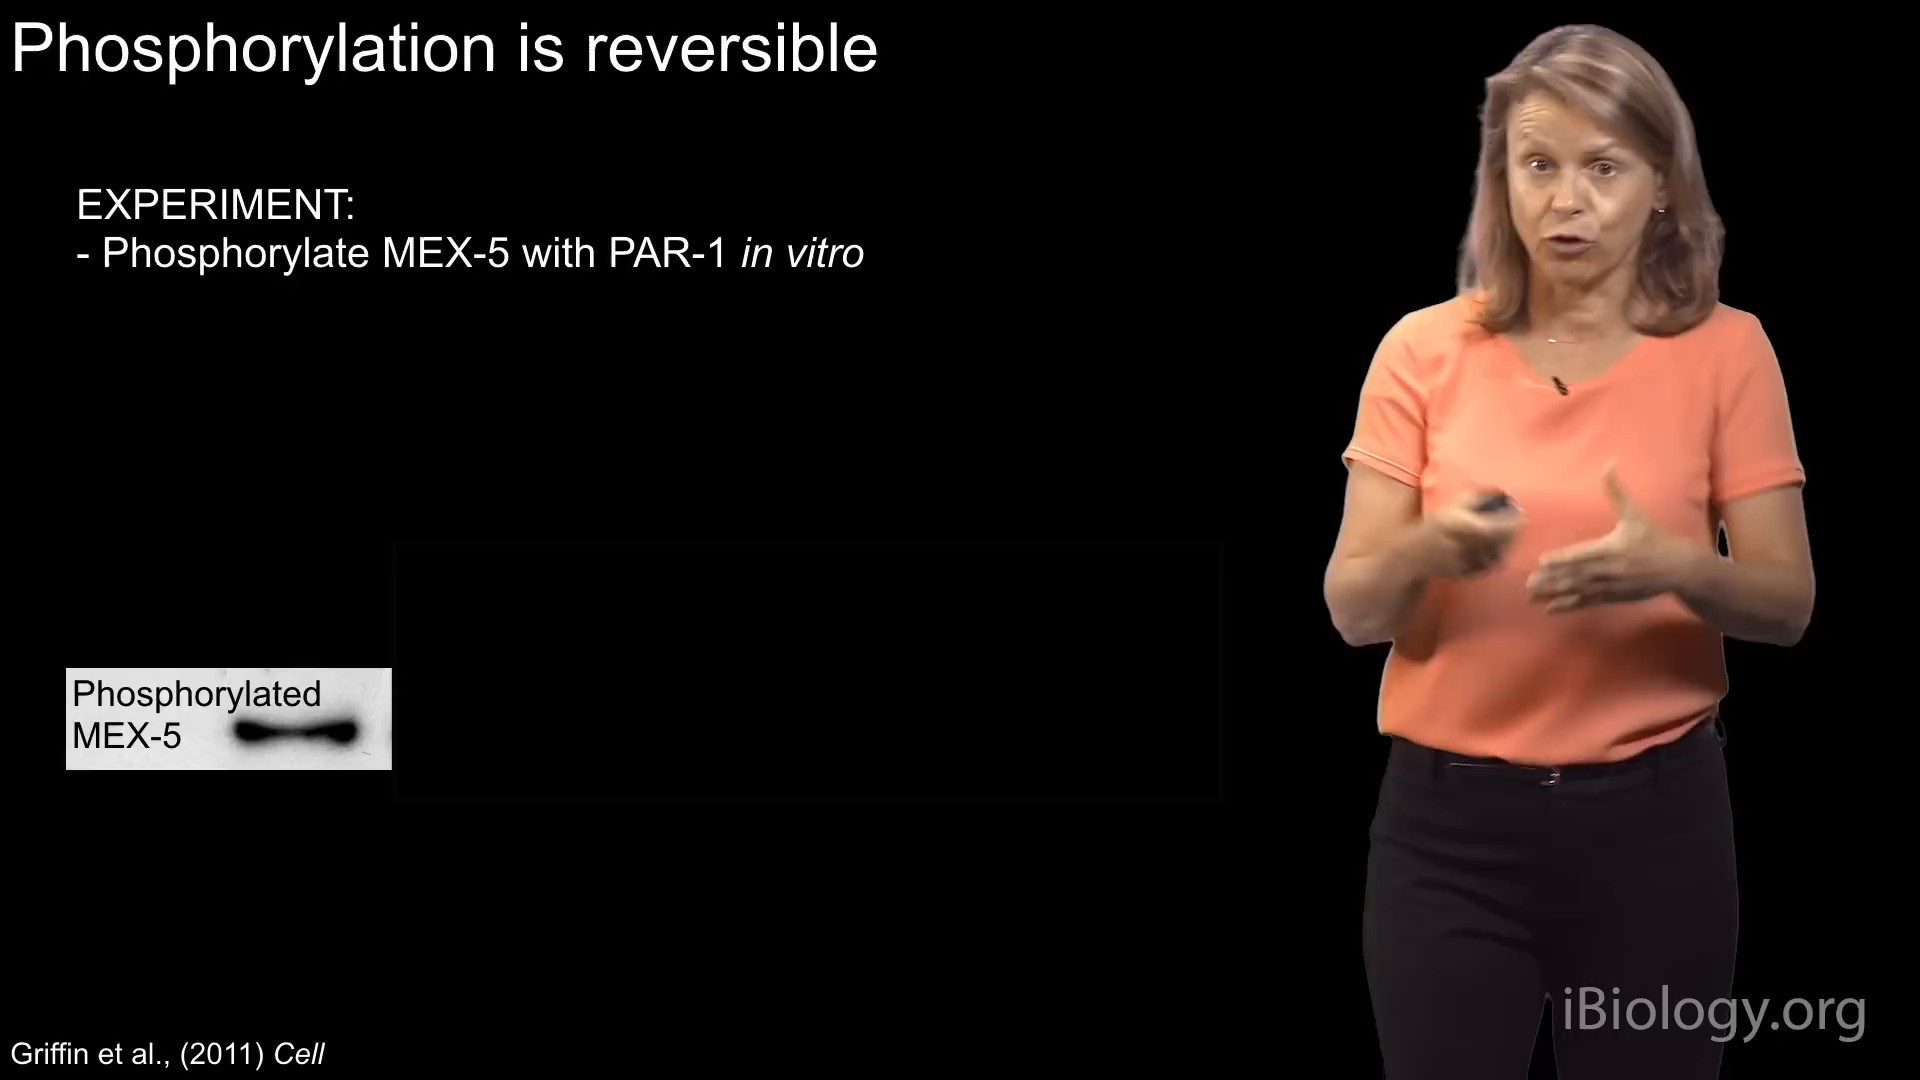 Phosphorylation is reversible
EXPERIMENT:
- Phosphorylate MEX-5 with PAR-1 in vitro
Phosphorylated
MEX-5
iBiology.org
Griffin et al., (2011) Cell